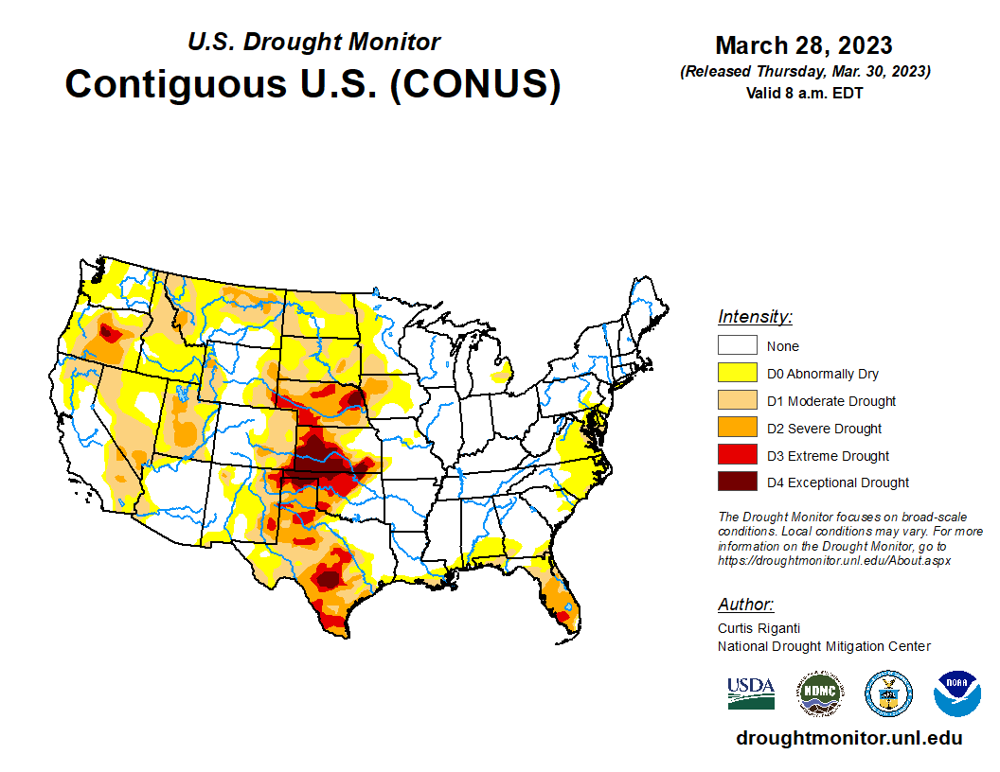 U.S. Drought Monitor
Contiguous U.S. (CONUS)
March 28, 2023
(Released Thursday, Mar. 30, 2023)
Valid 8 a.m. EDT
Intensity:
None
D0 Abnormally Dry
D1 Moderate Drought
D2 Severe Drought
D3 Extreme Drought
D4 Exceptional Drought
The Drought Monitor focuses on broad-scale
conditions. Local conditions may vary. For more
information on the Drought Monitor, go to
https://droughtmonitor.unl.edu/About.aspx
Author:
Curtis Riganti
National Drought Mitigation Center
USDA
NDMC
NOAA
droughtmonitor.unl.edu